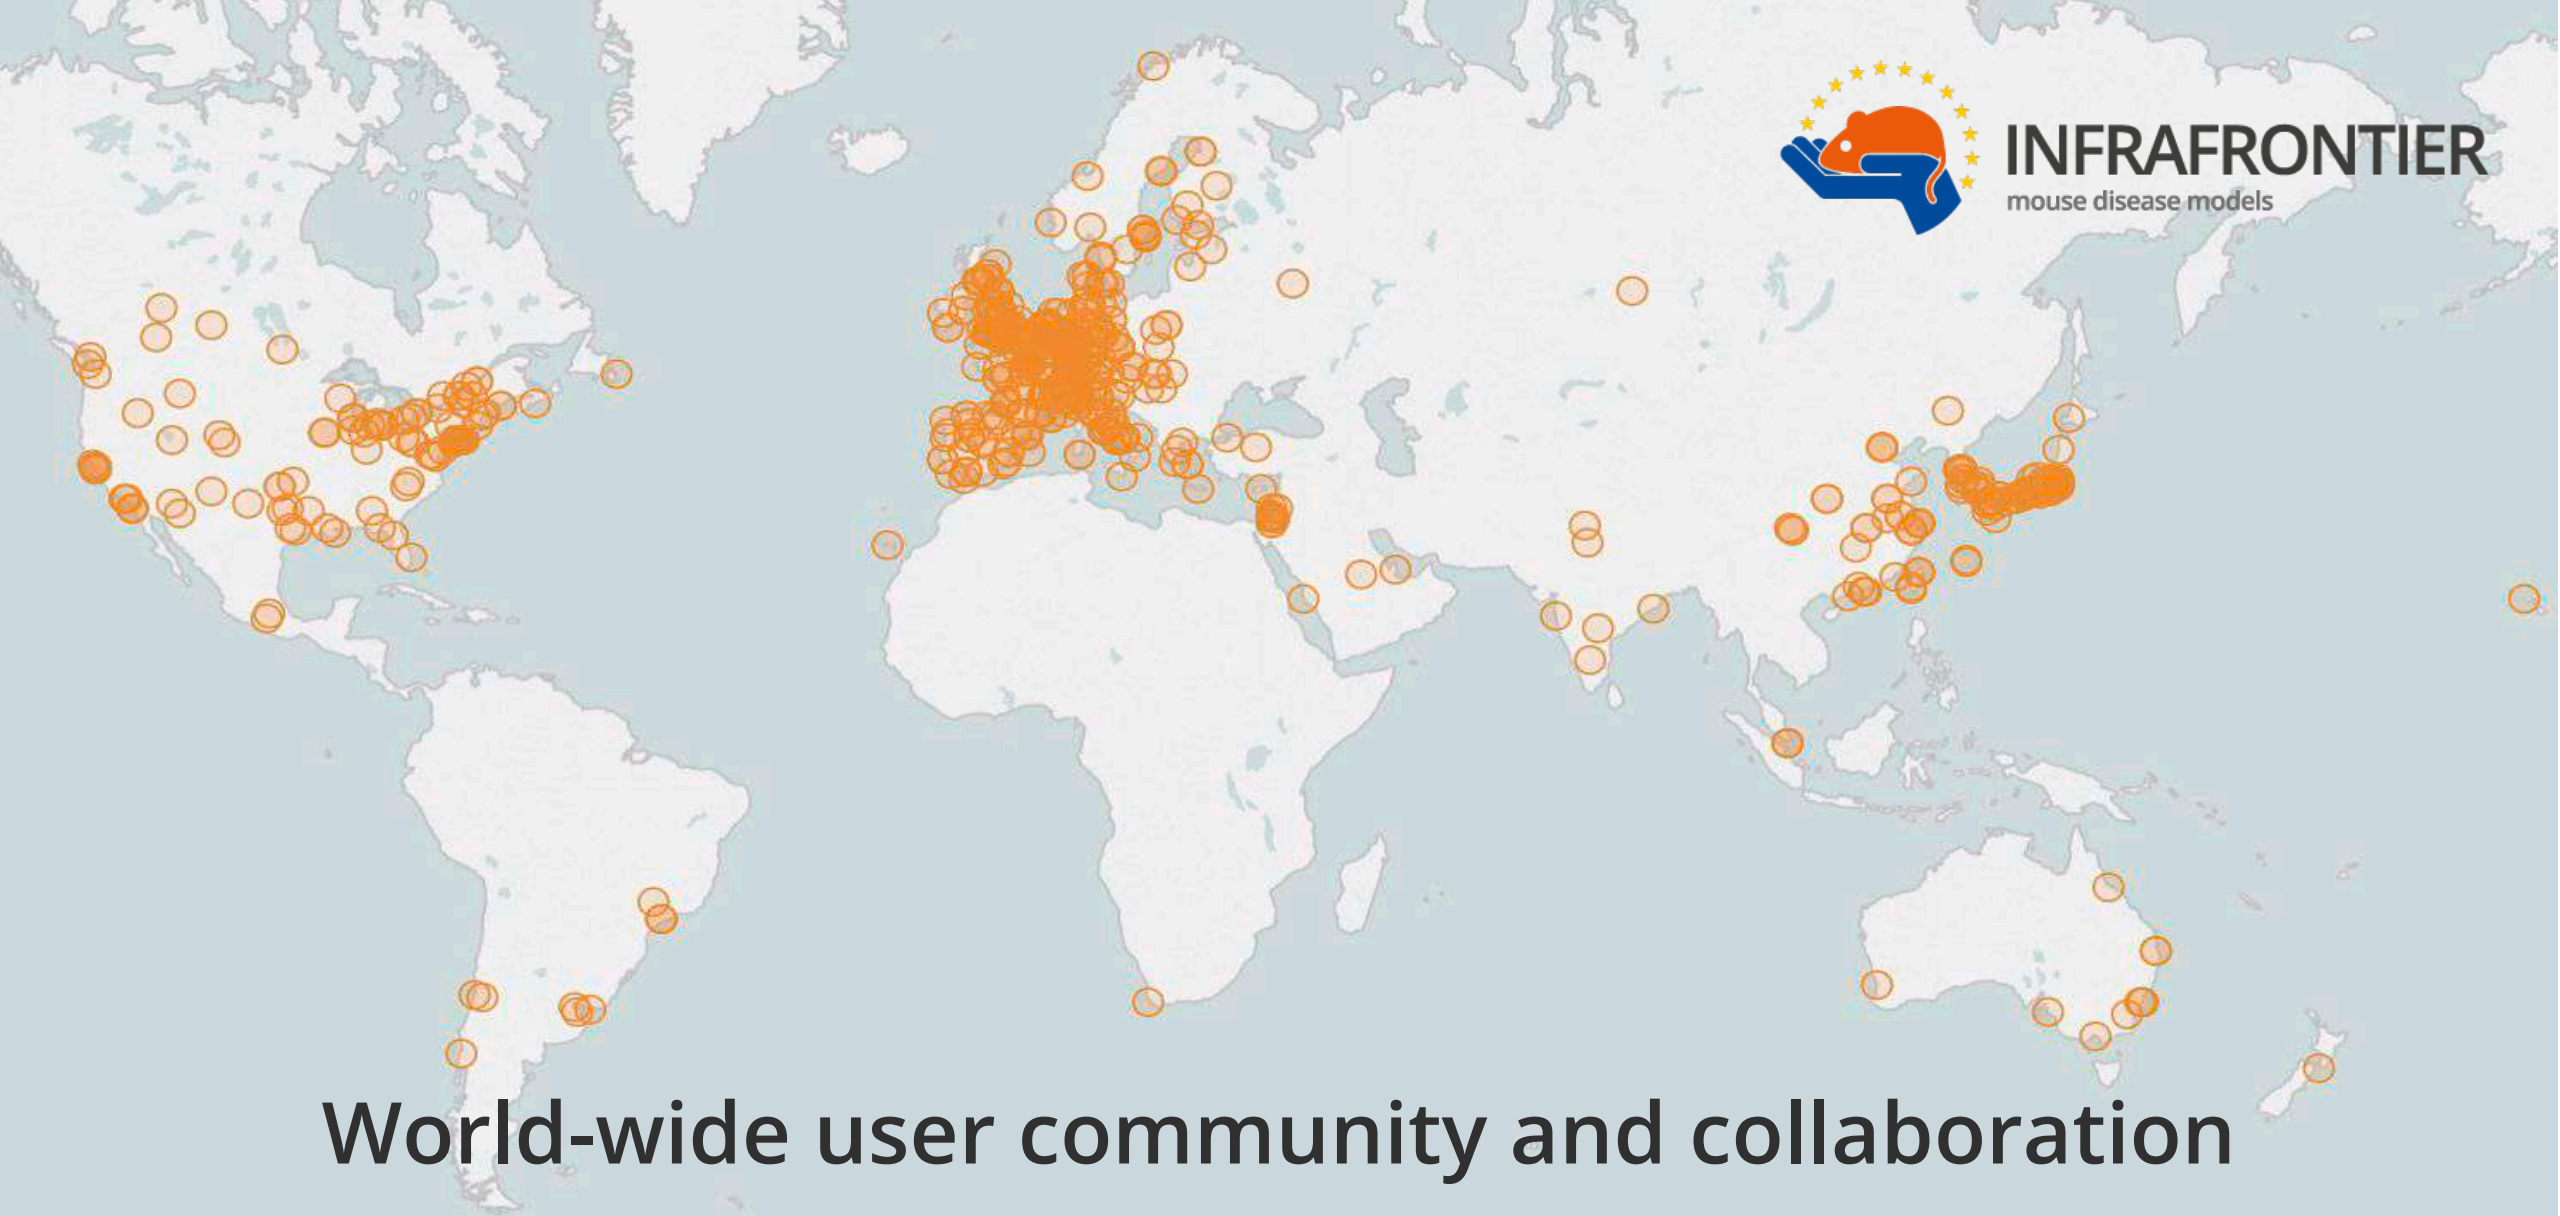 INFRAFRONTIER
mouse disease models
World-wide user community and collaboration